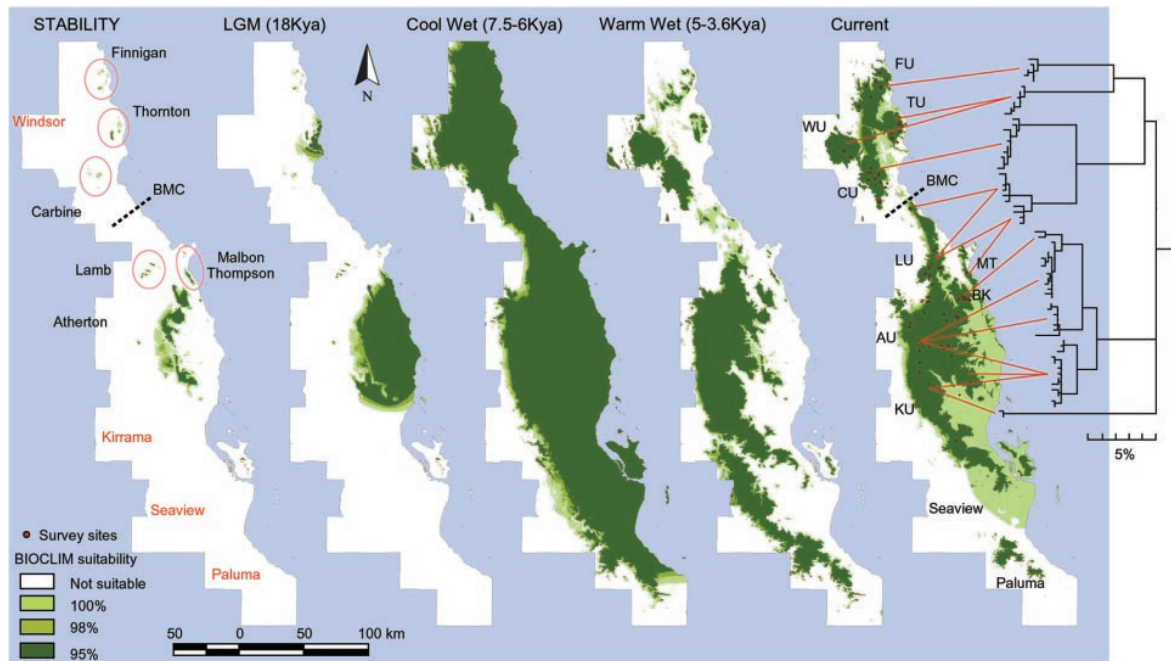 STABILITY
LGM (18Kya)
Cool Wet (7.5-6Kya)
Warm Wet (5-3.6Kya)
Current
Finnigan
Thornton
Windsor
BMC
Carbine
Lamb
Malbon
Thompson
Atherton
Kirrama
Seaview
Paluma
N
FU
TU
WU
BMC
CU
LU
MT
BK
AU
KU
Seaview
Paluma
5%
Survey sites
BIOCLIM suitability
Not suitable
100%
98%
95%
50 0 50 100 km